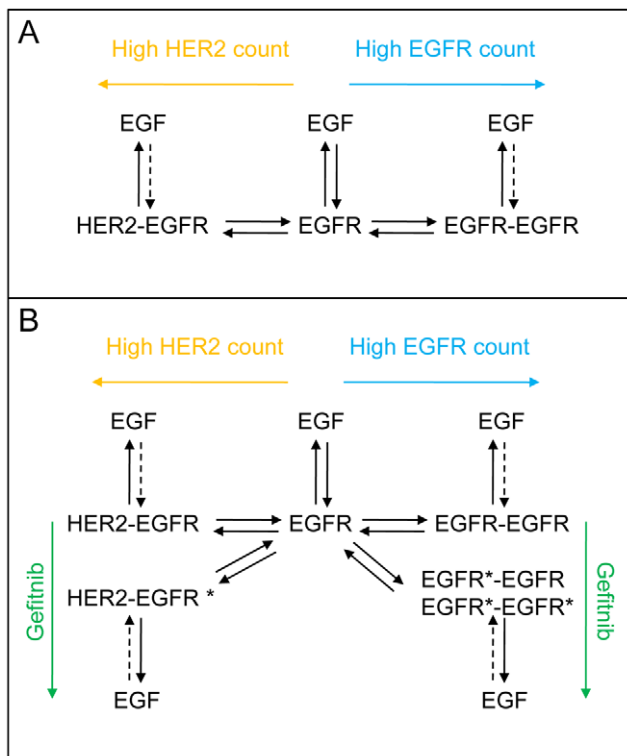 A
High HER2 count High EGFR count
EGF EGF EGF
HER2-EGFR EGFR EGFR-EGFR
B
High HER2 count High EGFR count
EGF EGF EGF
HER2-EGFR EGFR EGFR-EGFR
Gefitnib HER2-EGFR * EGFR*-EGFR Gefitnib
EGFR*-EGFR*
EGF EGF